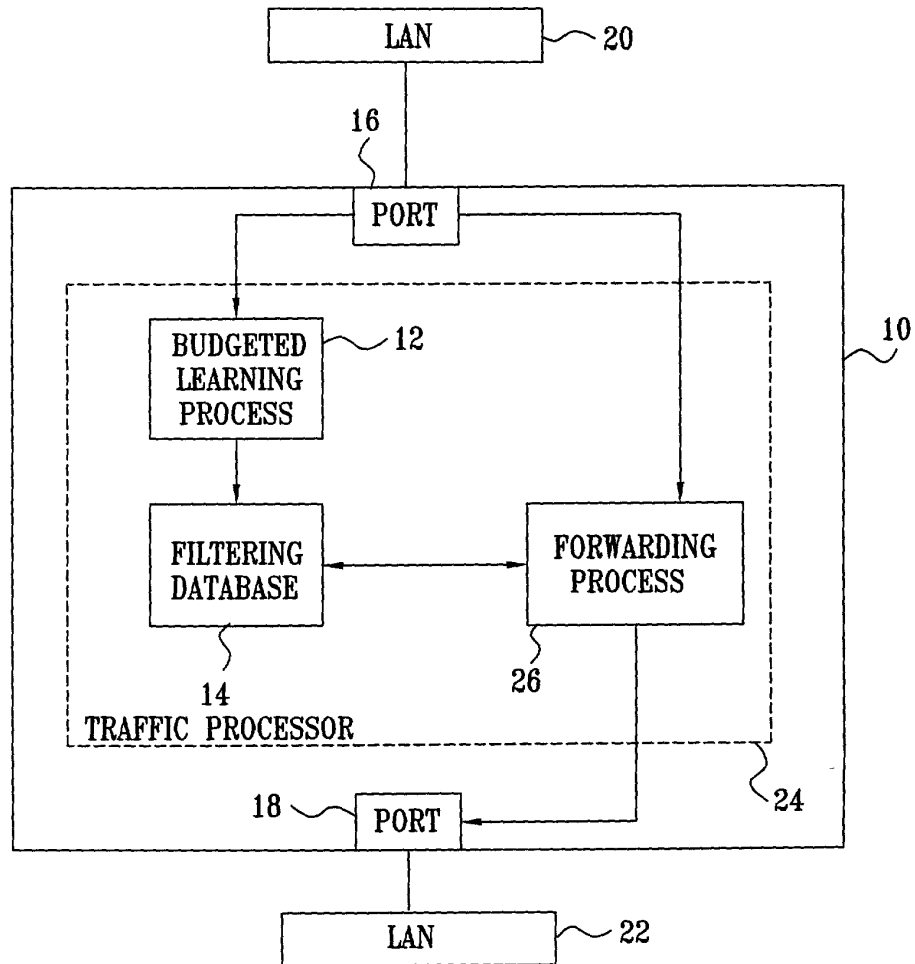 LAN
20
16
PORT
10
BUDGETED
LEARNING
PROCESS
12
FILTERING
DATABASE
FORWARDING
PROCESS
14
26
TRAFFIC PROCESSOR
24
18
PORT
LAN
22